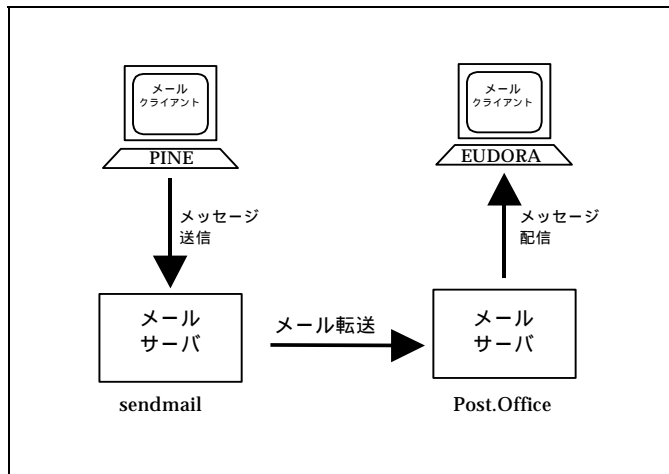 メール
クライアント
PINE
メール
クライアント
EUDORA
メッセージ
送信
メッセージ
配信
メール
サーバ
メール転送
メール
サーバ
sendmail
Post.Office